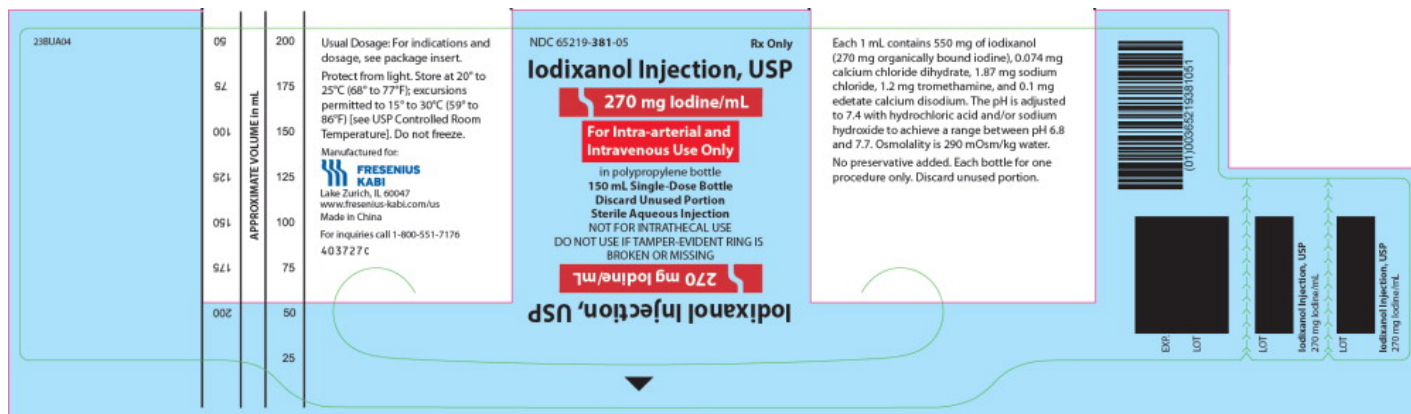 23BUA04
50
75
100
125
150
175
200
APPROXIMATE VOLUME in mL
200
175
150
125
100
75
50
25
Usual Dosage: For indications and
dosage, see package insert.
Protect from light. Store at 20° to
25°C (68° to 77°F); excursions
permitted to 15° to 30°C (59° to
86°F) [see USP Controlled Room
Temperature]. Do not freeze.
Manufactured for:
FRESENIUS
KABI
Lake Zurich, IL 60047
www.fresenius-kabi.com/us
Made in China
For inquiries call 1-800-551-7176
403727C
NDC 65219-381-05 Rx Only
Iodixanol Injection, USP
270 mg Iodine/mL
For Intra-arterial and
Intravenous Use Only
in polypropylene bottle
150 mL Single-Dose Bottle
Discard Unused Portion
Sterile Aqueous Injection
NOT FOR INTRATHECAL USE
DO NOT USE IF TAMPER-EVIDENT RING IS
BROKEN OR MISSING
270 mg Iodine/mL
Iodixanol Injection, USP
Each 1 mL contains 550 mg of iodixanol
(270 mg organically bound iodine), 0.074 mg
calcium chloride dihydrate, 1.87 mg sodium
chloride, 1.2 mg tromethamine, and 0.1 mg
edetate calcium disodium. The pH is adjusted
to 7.4 with hydrochloric acid and/or sodium
hydroxide to achieve a range between pH 6.8
and 7.7. Osmolality is 290 mOsm/kg water.
No preservative added. Each bottle for one
procedure only. Discard unused portion.
(01)00365219381051
EXP.
LOT
LOT
Iodixanol Injection, USP
270 mg Iodine/mL
LOT
Iodixanol Injection, USP
270 mg Iodine/mL